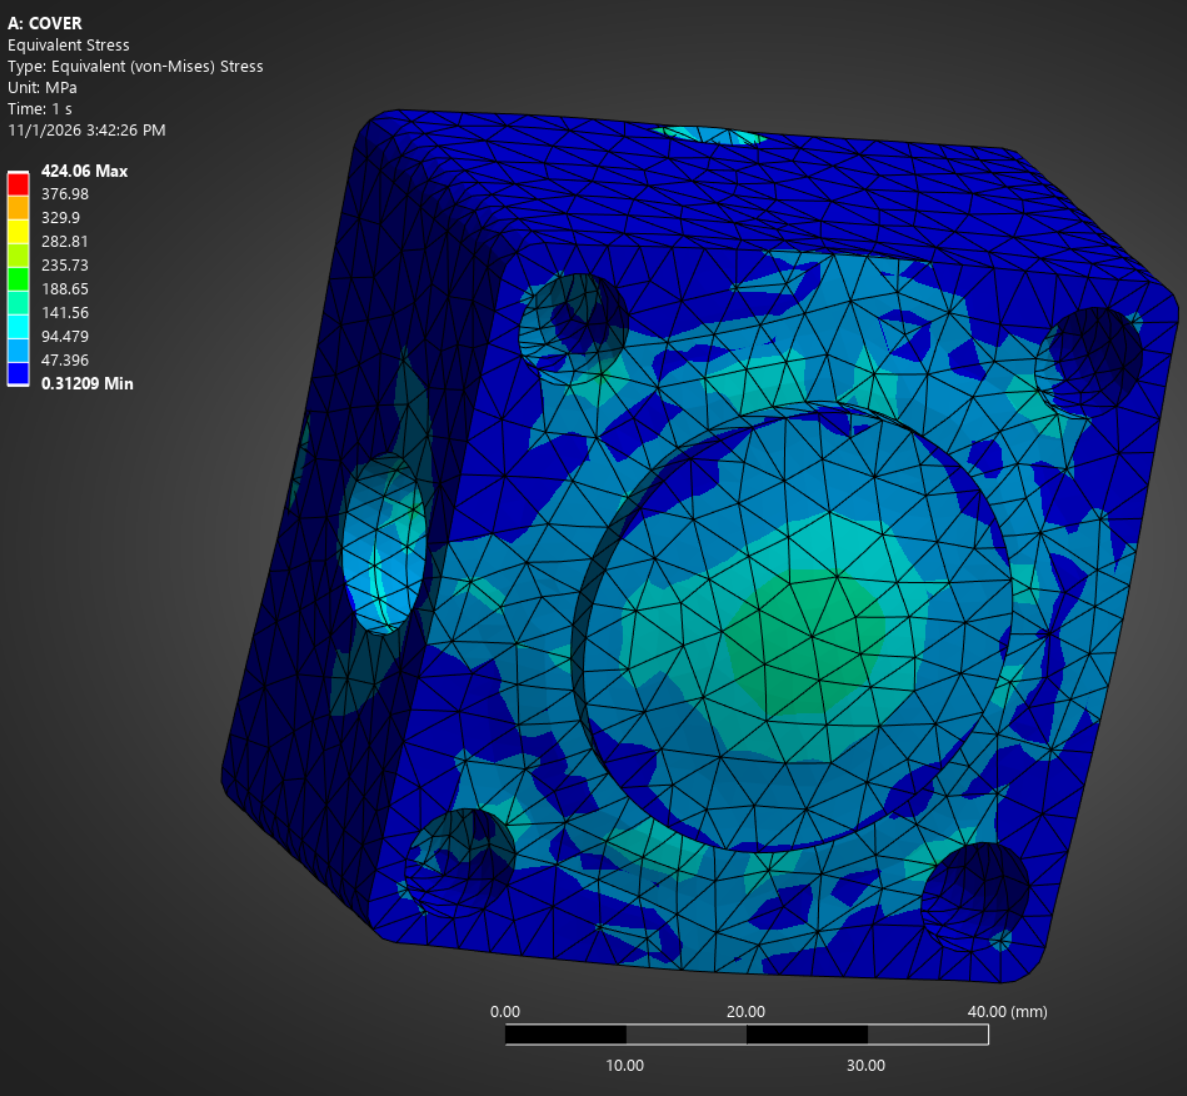 A: COVER
Equivalent Stress
Type: Equivalent (von-Mises) Stress
Unit: MPa
Time: 1 s
11/1/2026 3:42:26 PM
424.06 Max
376.98
329.9
282.81
235.73
188.65
141.56
94.479
47.396
0.31209 Min
0.00 20.00 40.00 (mm)
10.00 30.00